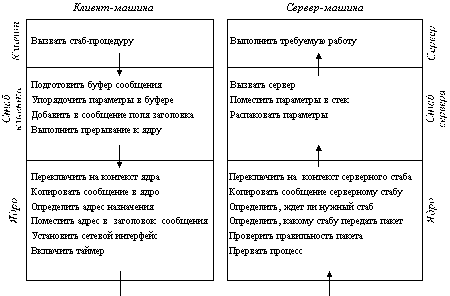 Клиент-машина
Сервер-машина
Клиент
Вызвать стаб-процедуру
Выполнить требуемую работу
Сервер
Стаб клиента
Подготовить буфер сообщения
Упорядочить параметры в буфере
Добавить в сообщение поля заголовка
Выполнить прерывание к ядру
Вызвать сервер
Поместить параметры в стек
Распаковать параметры
Стаб сервера
Ядро
Переключить на контекст ядра
Копировать сообщение в ядро
Определить адрес назначения
Поместить адрес в заголовок сообщения
Установить сетевой интерфейс
Включить таймер
Переключить на контекст серверного стаба
Копировать сообщение серверному стабу
Определить, ждет ли нужный стаб
Определить, какому стабу передать пакет
Проверить правильность пакета
Прервать процесс
Ядро